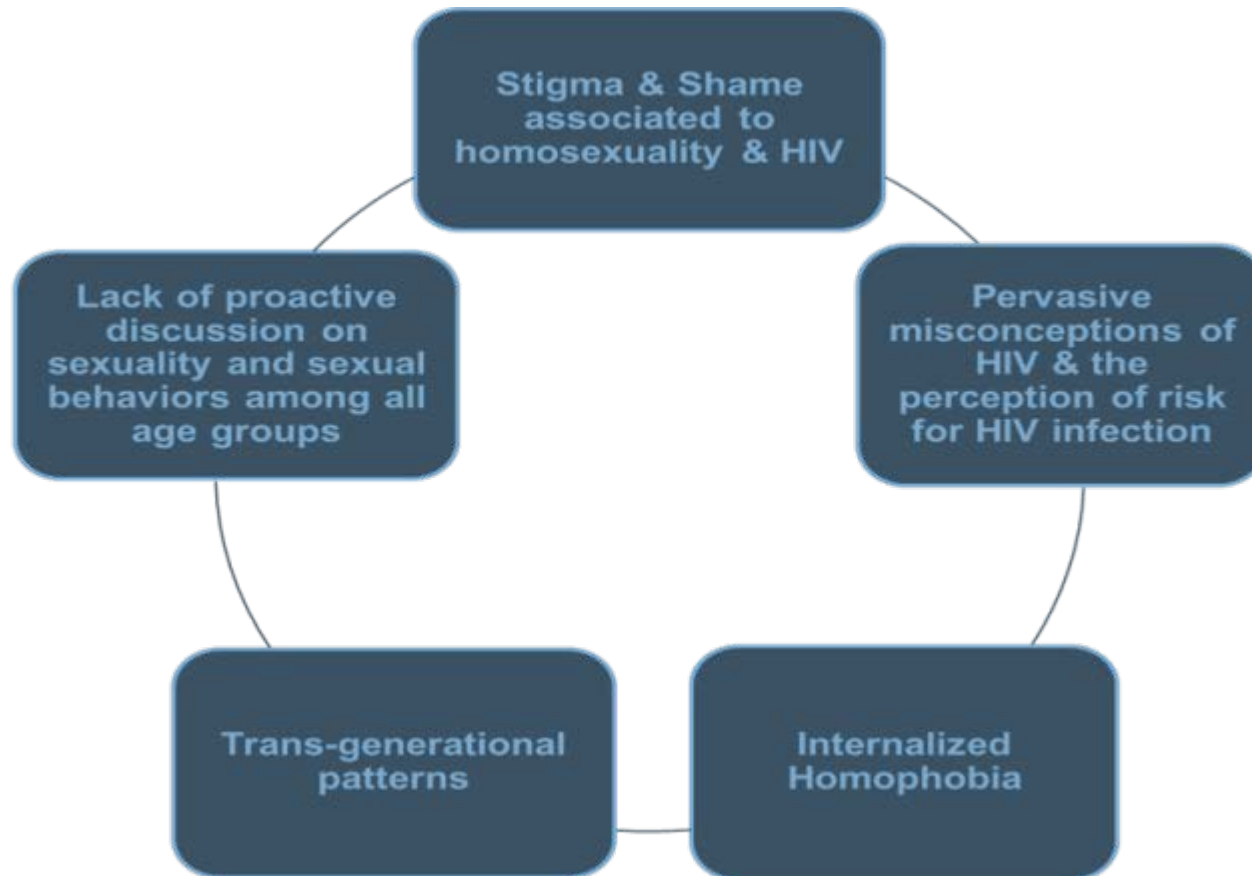 Stigma & Shame
associated to
homosexuality & HIV
Pervasive
misconceptions of
HIV & the
perception of risk
for HIV infection
Internalized
Homophobia
Trans-generational
patterns
Lack of proactive
discussion on
sexuality and sexual
behaviors among all
age groups